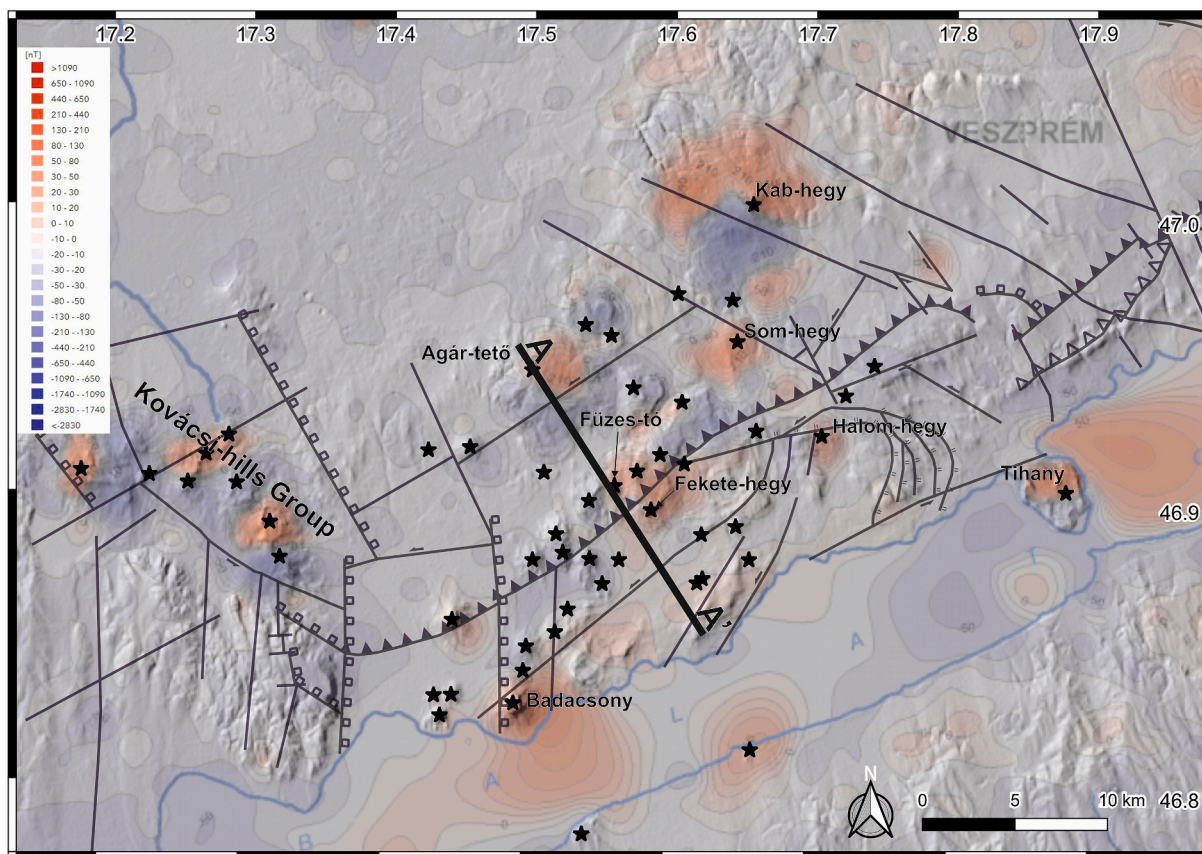 17.2 17.3 17.4 17.5 17.6 17.7 17.8 17.9
[nT]
>1090
650 - 1090
440 - 650
210 - 440
130 - 210
80 - 130
50 - 80
30 - 50
20 - 30
10 - 20
0 - 10
-10 - 0
-20 - -10
-30 - -20
-50 - -30
-80 - -50
-130 - -80
-210 - -130
-440 - -210
-650 - -440
-1090 - -650
-1740 - -1090
-2830 - -1740
<-2830
VESZPRÉM
Kab-hegy
47.0
Som-hegy
Agár-tető
A
Kovácsi-hills Group
Füzes-tó
Halom-hegy
Fekete-hegy
Tihany
46.9
A'
Badacsony
B
A
L
A
T
N
0 5 10 km
46.8